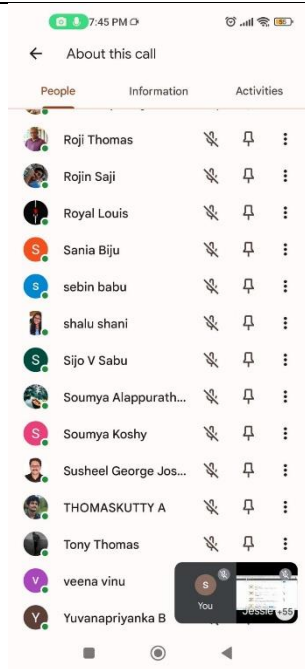 7:45 PM
55
About this call
People Information Activities
Roji Thomas
Rojin Saji
Royal Louis
S Sania Biju
s sebin babu
shalu shani
S Sijo V Sabu
Soumya Alappurath...
S Soumya Koshy
Susheel George Jos...
THOMASKUTTY A
Tony Thomas
v veena vinu
Y Yuvanapriyanka B
S
You
Jessie +55